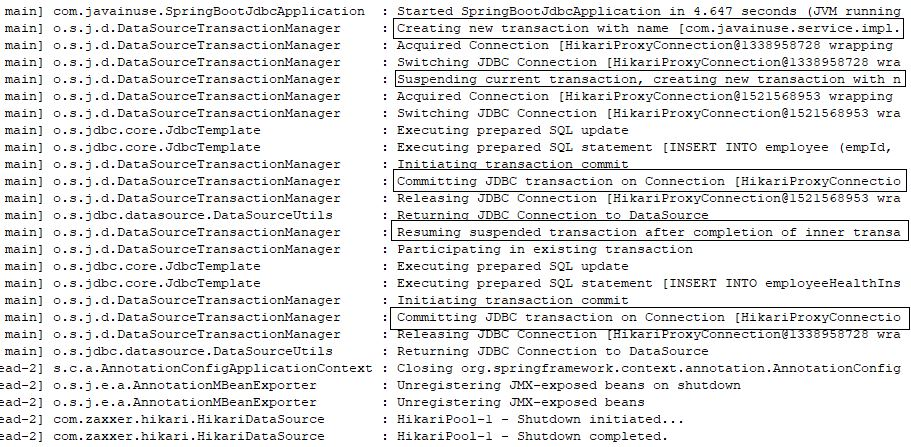 main] com.javainuse.SpringBootJdbcApplication : Started SpringBootJdbcApplication in 4.647 seconds (JVM running
main] o.s.j.d.DataSourceTransactionManager : Creating new transaction with name [com.javainuse.service.impl.
main] o.s.j.d.DataSourceTransactionManager : Acquired Connection [HikariProxyConnection@1338958728 wrapping
main] o.s.j.d.DataSourceTransactionManager : Switching JDBC Connection [HikariProxyConnection@1338958728 wra
main] o.s.j.d.DataSourceTransactionManager : Suspending current transaction, creating new transaction with n
main] o.s.j.d.DataSourceTransactionManager : Acquired Connection [HikariProxyConnection@1521568953 wrapping
main] o.s.j.d.DataSourceTransactionManager : Switching JDBC Connection [HikariProxyConnection@1521568953 wra
main] o.s.jdbc.core.JdbcTemplate : Executing prepared SQL update
main] o.s.jdbc.core.JdbcTemplate : Executing prepared SQL statement [INSERT INTO employee (empId,
main] o.s.j.d.DataSourceTransactionManager : Initiating transaction commit
main] o.s.j.d.DataSourceTransactionManager : Committing JDBC transaction on Connection [HikariProxyConnectio
main] o.s.j.d.DataSourceTransactionManager : Releasing JDBC Connection [HikariProxyConnection@1521568953 wra
main] o.s.jdbc.datasource.DataSourceUtils : Returning JDBC Connection to DataSource
main] o.s.j.d.DataSourceTransactionManager : Resuming suspended transaction after completion of inner transa
main] o.s.j.d.DataSourceTransactionManager : Participating in existing transaction
main] o.s.jdbc.core.JdbcTemplate : Executing prepared SQL update
main] o.s.jdbc.core.JdbcTemplate : Executing prepared SQL statement [INSERT INTO employeeHealthIns
main] o.s.j.d.DataSourceTransactionManager : Initiating transaction commit
main] o.s.j.d.DataSourceTransactionManager : Committing JDBC transaction on Connection [HikariProxyConnectio
main] o.s.j.d.DataSourceTransactionManager : Releasing JDBC Connection [HikariProxyConnection@1338958728 wra
main] o.s.jdbc.datasource.DataSourceUtils : Returning JDBC Connection to DataSource
ead-2] s.c.a.AnnotationConfigApplicationContext : Closing org.springframework.context.annotation.AnnotationConfig
ead-2] o.s.j.e.a.AnnotationMBeanExporter : Unregistering JMX-exposed beans on shutdown
ead-2] o.s.j.e.a.AnnotationMBeanExporter : Unregistering JMX-exposed beans
ead-2] com.zaxxer.hikari.HikariDataSource : HikariPool-1 - Shutdown initiated...
ead-2] com.zaxxer.hikari.HikariDataSource : HikariPool-1 - Shutdown completed.